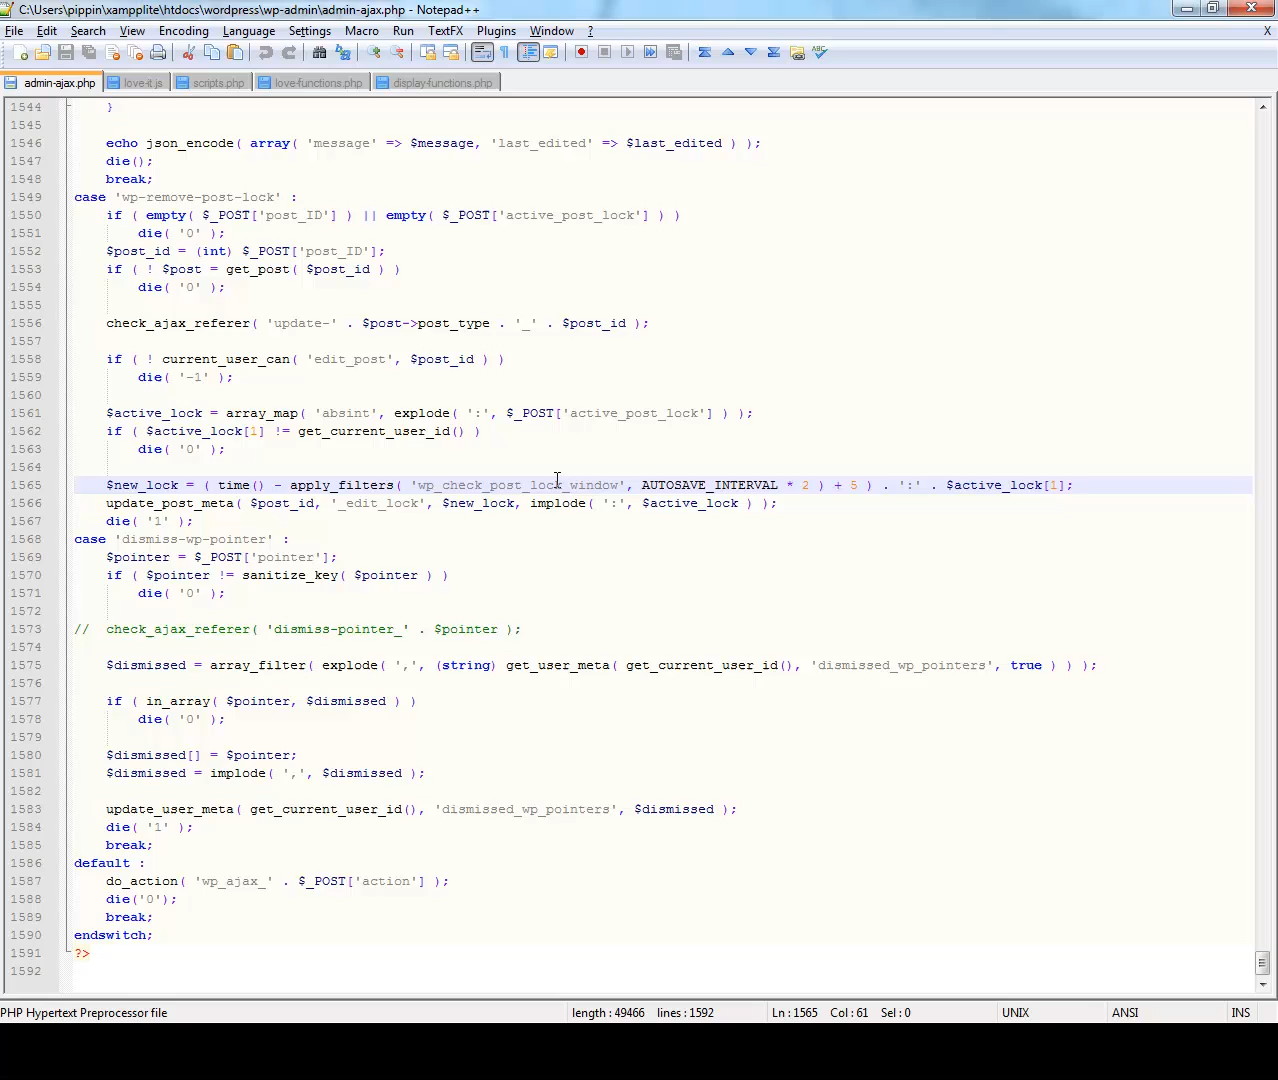 C:\Users\pippin\xampplite\htdocs\wordpress\wp-admin\admin-ajax.php - Notepad++
File Edit Search View Encoding Language Settings Macro Run TextFX Plugins Window ? X
admin-ajax.php love-it.js scripts.php love-functions.php display-functions.php
1544 }
1545
1546 echo json_encode( array( 'message' => $message, 'last_edited' => $last_edited ) );
1547 die();
1548 break;
1549 case 'wp-remove-post-lock' :
1550 if ( empty( $_POST['post_ID'] ) || empty( $_POST['active_post_lock'] ) )
1551 die( '0' );
1552 $post_id = (int) $_POST['post_ID'];
1553 if ( ! $post = get_post( $post_id ) )
1554 die( '0' );
1555
1556 check_ajax_referer( 'update-' . $post->post_type . '_' . $post_id );
1557
1558 if ( ! current_user_can( 'edit_post', $post_id ) )
1559 die( '-1' );
1560
1561 $active_lock = array_map( 'absint', explode( ':', $_POST['active_post_lock'] ) );
1562 if ( $active_lock[1] != get_current_user_id() )
1563 die( '0' );
1564
1565 $new_lock = ( time() - apply_filters( 'wp_check_post_lock_window', AUTOSAVE_INTERVAL * 2 ) + 5 ) . ':' . $active_lock[1];
1566 update_post_meta( $post_id, '_edit_lock', $new_lock, implode( ':', $active_lock ) );
1567 die( '1' );
1568 case 'dismiss-wp-pointer' :
1569 $pointer = $_POST['pointer'];
1570 if ( $pointer != sanitize_key( $pointer ) )
1571 die( '0' );
1572
1573 // check_ajax_referer( 'dismiss-pointer_' . $pointer );
1574
1575 $dismissed = array_filter( explode( ',', (string) get_user_meta( get_current_user_id(), 'dismissed_wp_pointers', true ) ) );
1576
1577 if ( in_array( $pointer, $dismissed ) )
1578 die( '0' );
1579
1580 $dismissed[] = $pointer;
1581 $dismissed = implode( ',', $dismissed );
1582
1583 update_user_meta( get_current_user_id(), 'dismissed_wp_pointers', $dismissed );
1584 die( '1' );
1585 break;
1586 default :
1587 do_action( 'wp_ajax_' . $_POST['action'] );
1588 die('0');
1589 break;
1590 endswitch;
1591 ?>
1592
PHP Hypertext Preprocessor file length : 49466 lines : 1592 Ln : 1565 Col : 61 Sel : 0 UNIX ANSI INS